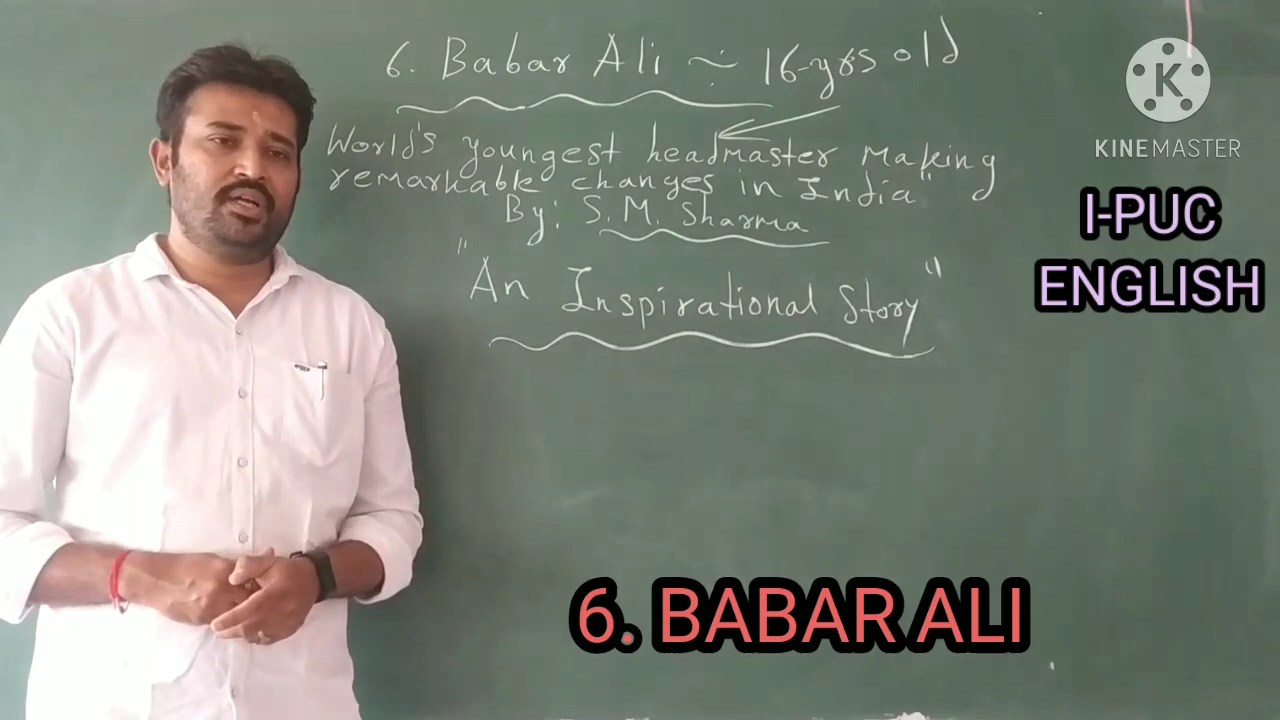 6. Babar Ali ~ 16-yrs old
World's youngest headmaster Making
remarkable changes in India"
By: S. M. Sharma
"An Inspirational Story"
KINEMASTER
I-PUC
ENGLISH
6. BABAR ALI